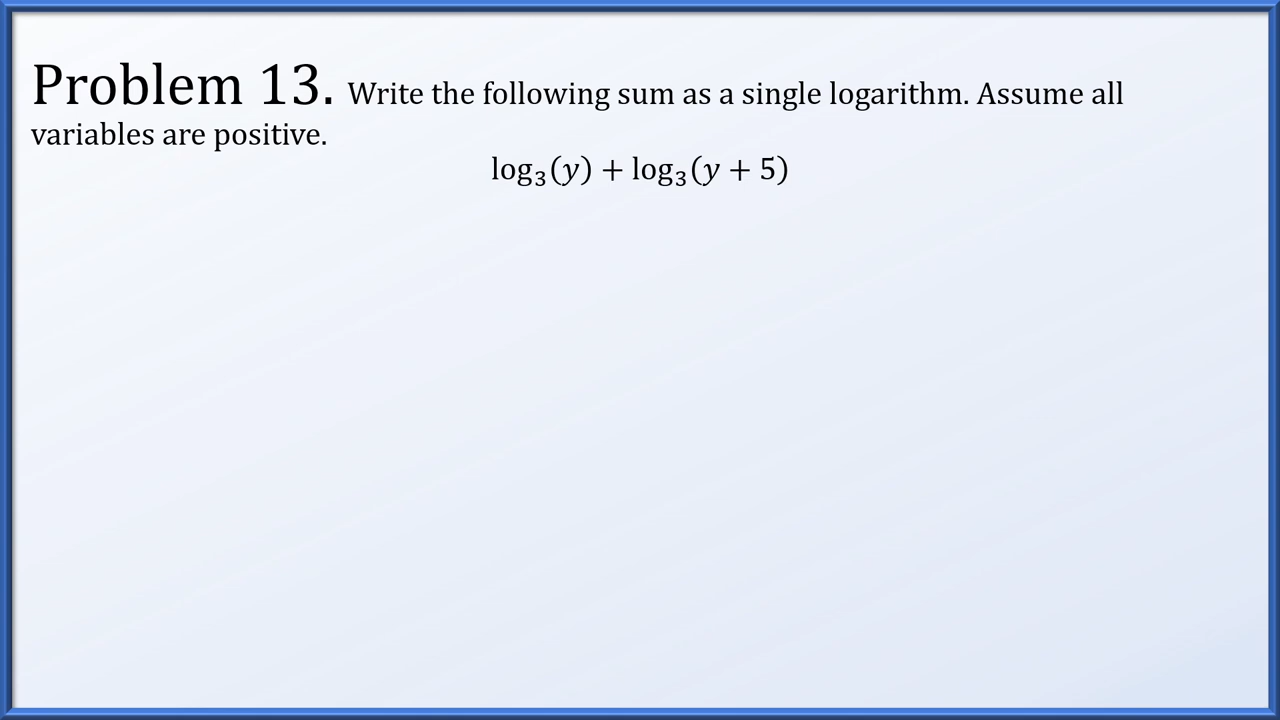 Problem 13. Write the following sum as a single logarithm. Assume all
variables are positive.
log₃(y) + log₃(y + 5)